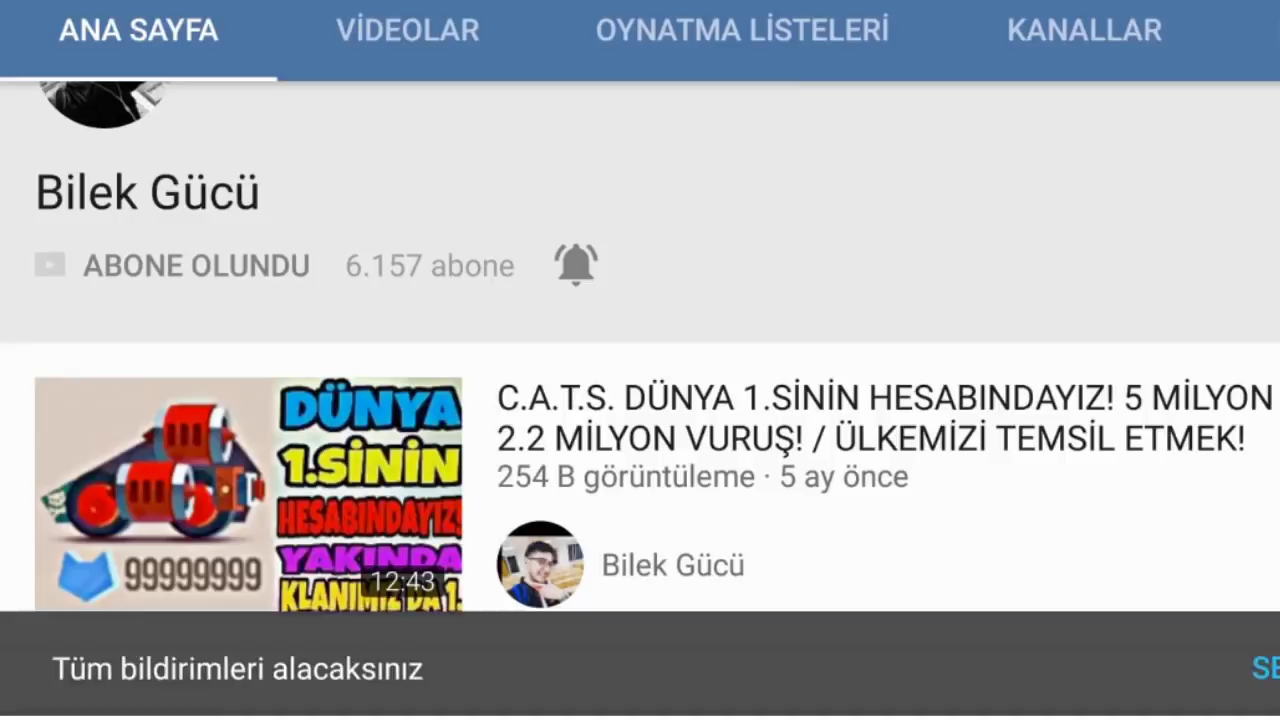 ANA SAYFA
VİDEOLAR
OYNATMA LİSTELERİ
KANALLAR
Bilek Gücü
ABONE OLUNDU
6.157 abone
DÜNYA
1.SİNİN
HESABINDAYIZ!
YAKINDA
KLANIMIZ DA 1.
99999999
12:43
C.A.T.S. DÜNYA 1.SİNİN HESABINDAYIZ! 5 MİLYON
2.2 MİLYON VURUŞ! / ÜLKEMİZİ TEMSİL ETMEK!
254 B görüntüleme · 5 ay önce
Bilek Gücü
Tüm bildirimleri alacaksınız